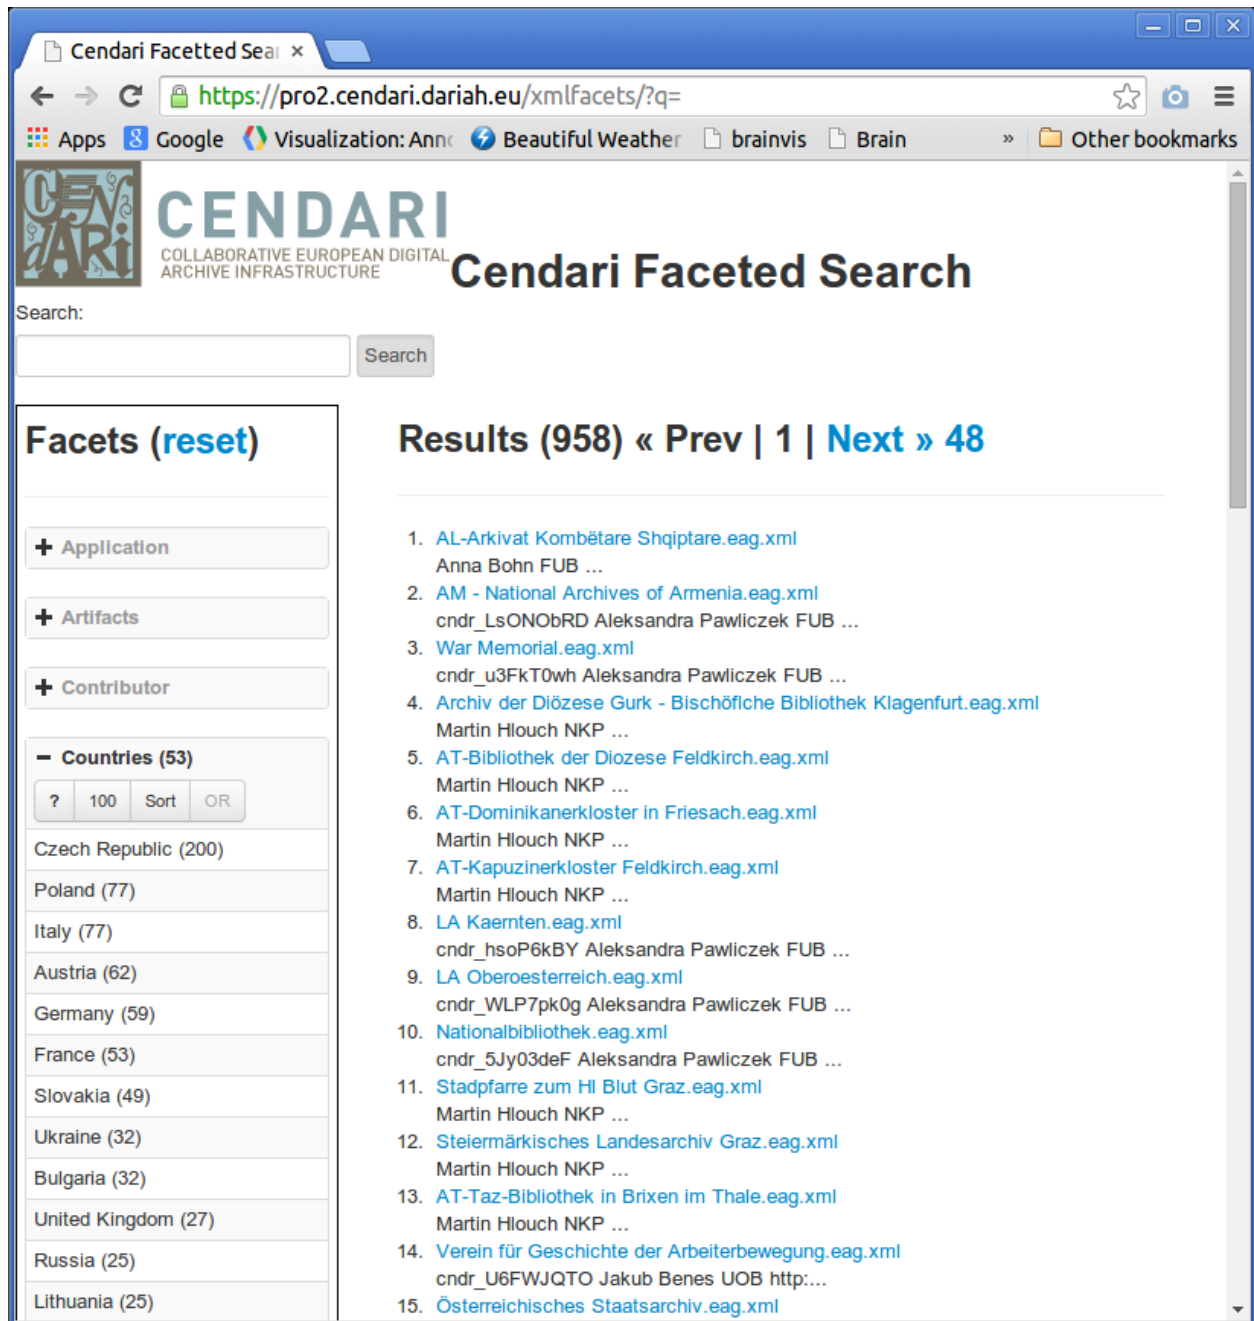 Cendari Facetted Sear ×
https://pro2.cendari.dariah.eu/xmlfacets/?q=
Apps Google Visualization: Anno Beautiful Weather brainvis Brain » Other bookmarks
CENDARI
CENDARI
COLLABORATIVE EUROPEAN DIGITAL
ARCHIVE INFRASTRUCTURE
Cendari Faceted Search
Search:
Search
Facets (reset)
Application
Artifacts
Contributor
Countries (53)
? 100 Sort OR
Czech Republic (200)
Poland (77)
Italy (77)
Austria (62)
Germany (59)
France (53)
Slovakia (49)
Ukraine (32)
Bulgaria (32)
United Kingdom (27)
Russia (25)
Lithuania (25)
Results (958) « Prev | 1 | Next » 48
1. AL-Arkivat Kombëtare Shqiptare.eag.xml
Anna Bohn FUB ...
2. AM - National Archives of Armenia.eag.xml
cndr_LsONObRD Aleksandra Pawliczek FUB ...
3. War Memorial.eag.xml
cndr_u3FkT0wh Aleksandra Pawliczek FUB ...
4. Archiv der Diözese Gurk - Bischöflche Bibliothek Klagenfurt.eag.xml
Martin Hlouch NKP ...
5. AT-Bibliothek der Diozese Feldkirch.eag.xml
Martin Hlouch NKP ...
6. AT-Dominikanerkloster in Friesach.eag.xml
Martin Hlouch NKP ...
7. AT-Kapuzinerkloster Feldkirch.eag.xml
Martin Hlouch NKP ...
8. LA Kaernten.eag.xml
cndr_hsoP6kBY Aleksandra Pawliczek FUB ...
9. LA Oberoesterreich.eag.xml
cndr_WLP7pk0g Aleksandra Pawliczek FUB ...
10. Nationalbibliothek.eag.xml
cndr_5Jy03deF Aleksandra Pawliczek FUB ...
11. Stadpfarre zum Hl Blut Graz.eag.xml
Martin Hlouch NKP ...
12. Steiermärkisches Landesarchiv Graz.eag.xml
Martin Hlouch NKP ...
13. AT-Taz-Bibliothek in Brixen im Thale.eag.xml
Martin Hlouch NKP ...
14. Verein für Geschichte der Arbeiterbewegung.eag.xml
cndr_U6FWJQTO Jakub Benes UOB http:...
15. Österreichisches Staatsarchiv.eag.xml